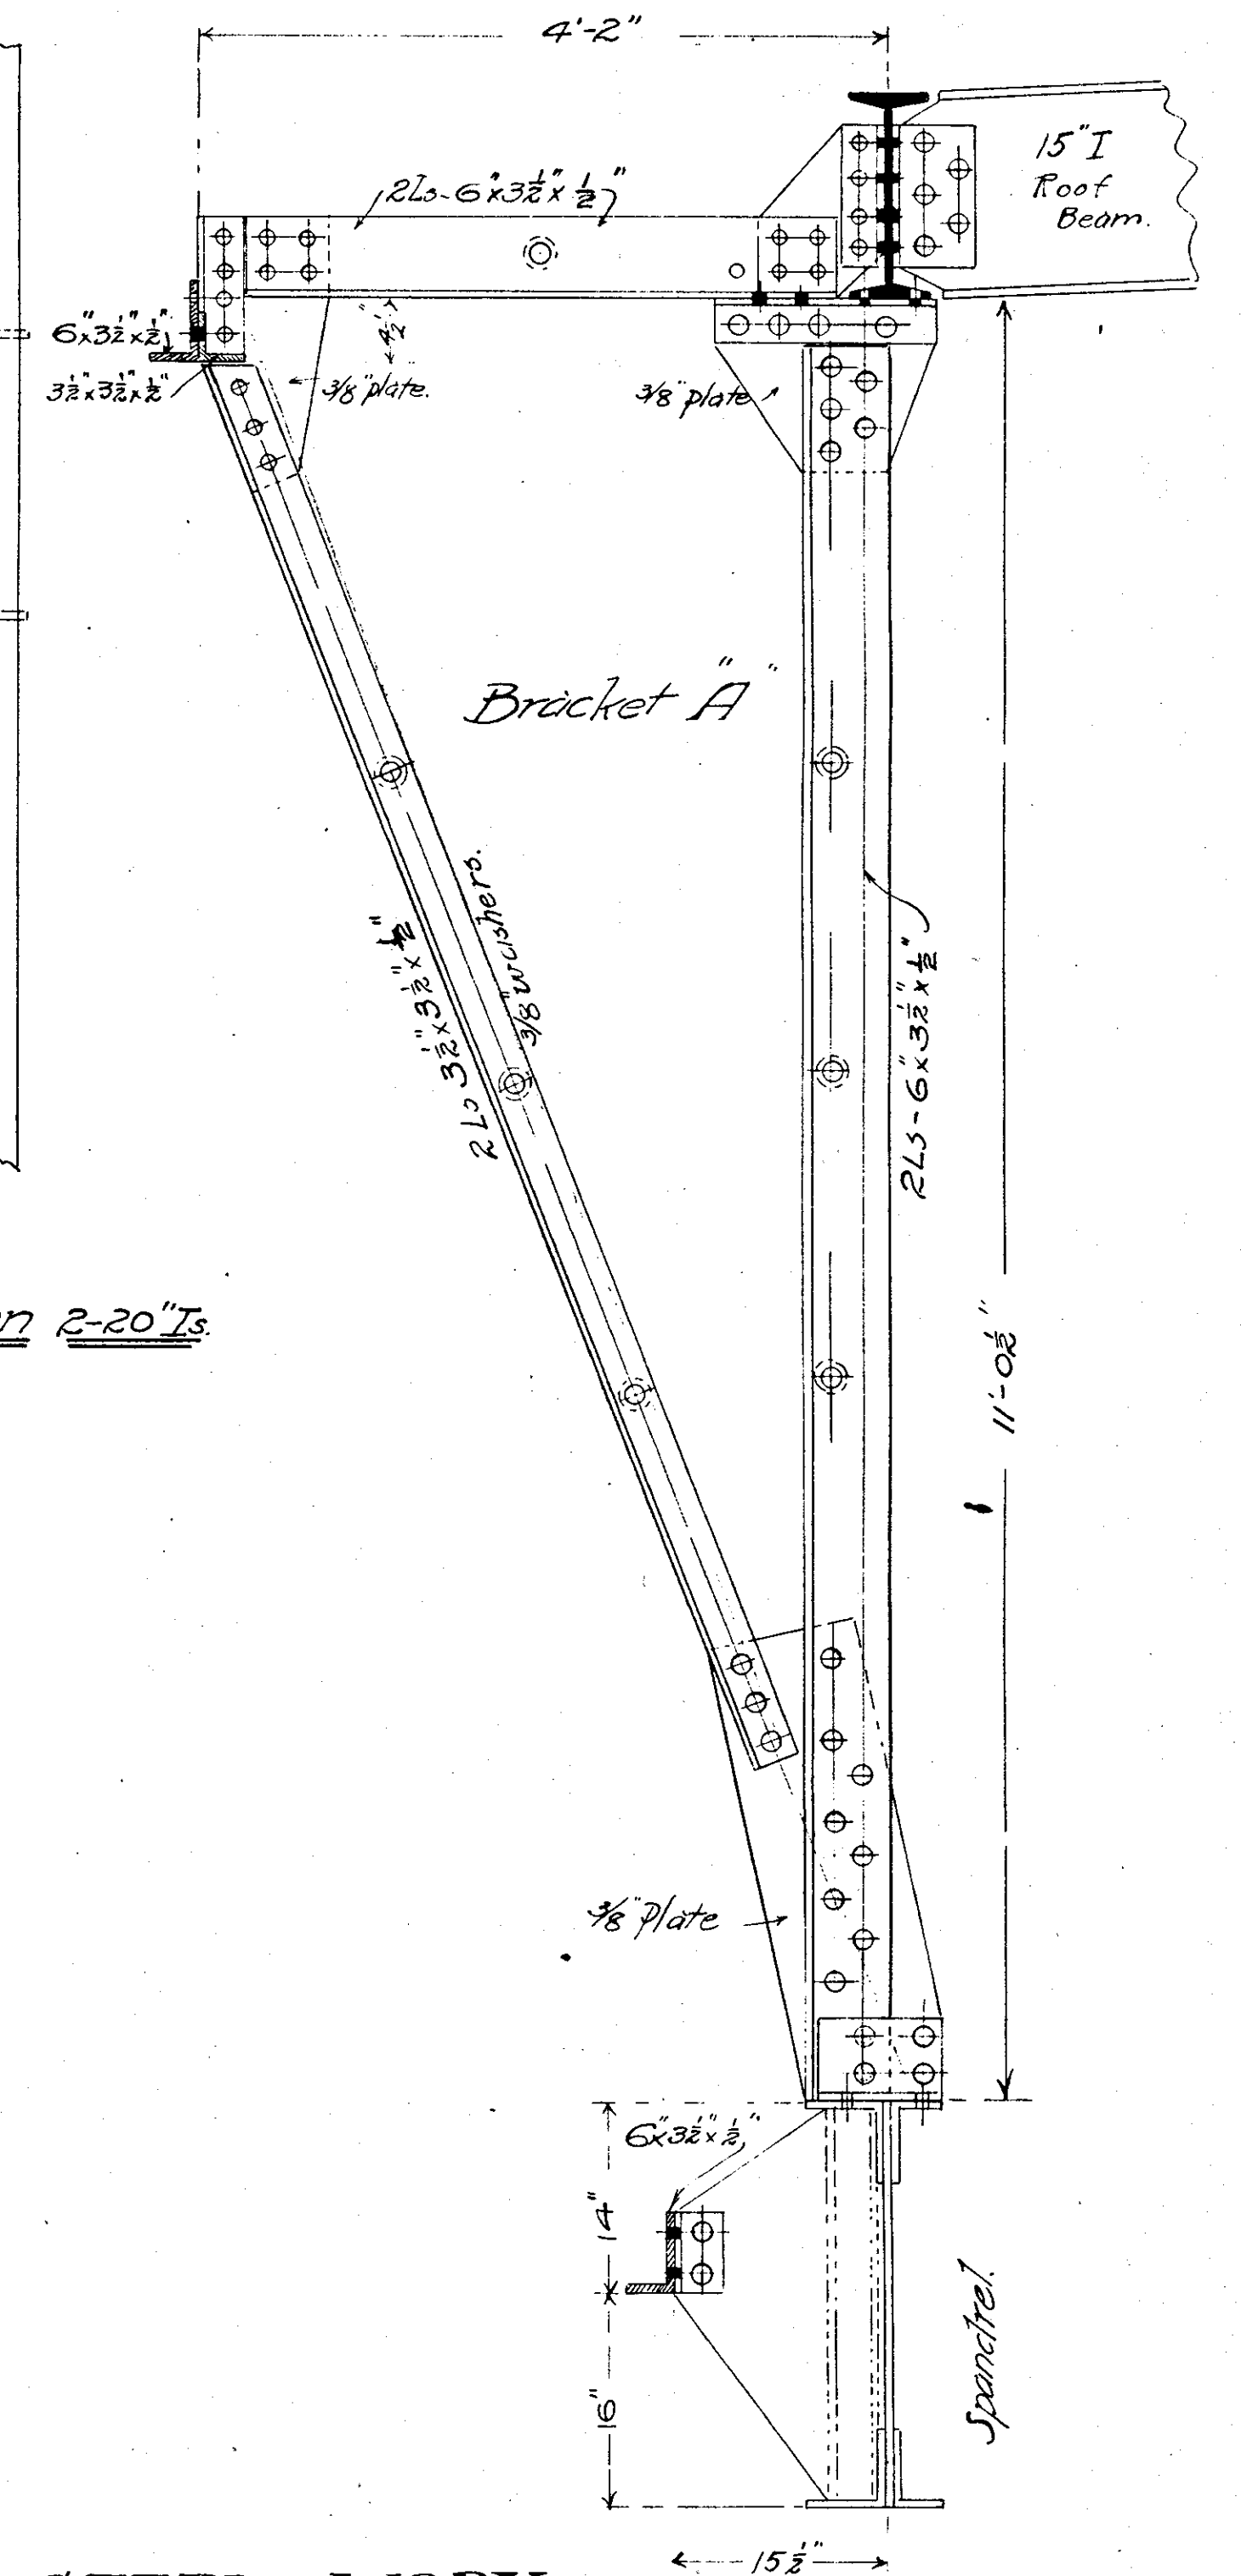 4'-2"
15" I
Roof
Beam.
2Ls-6"x3½"x½"
6"x3½"x½"
3½"x3½"x½"
4½"
3/8" plate.
3/8" plate
Bracket "A"
2 Ls 3½"x3½"x½"
3/8" washers.
2Ls-6"x3½"x½"
2-20" Is.
11'-0½"
3/8" Plate
6"x3½"x½"
14"
16"
Spandrel.
15½"